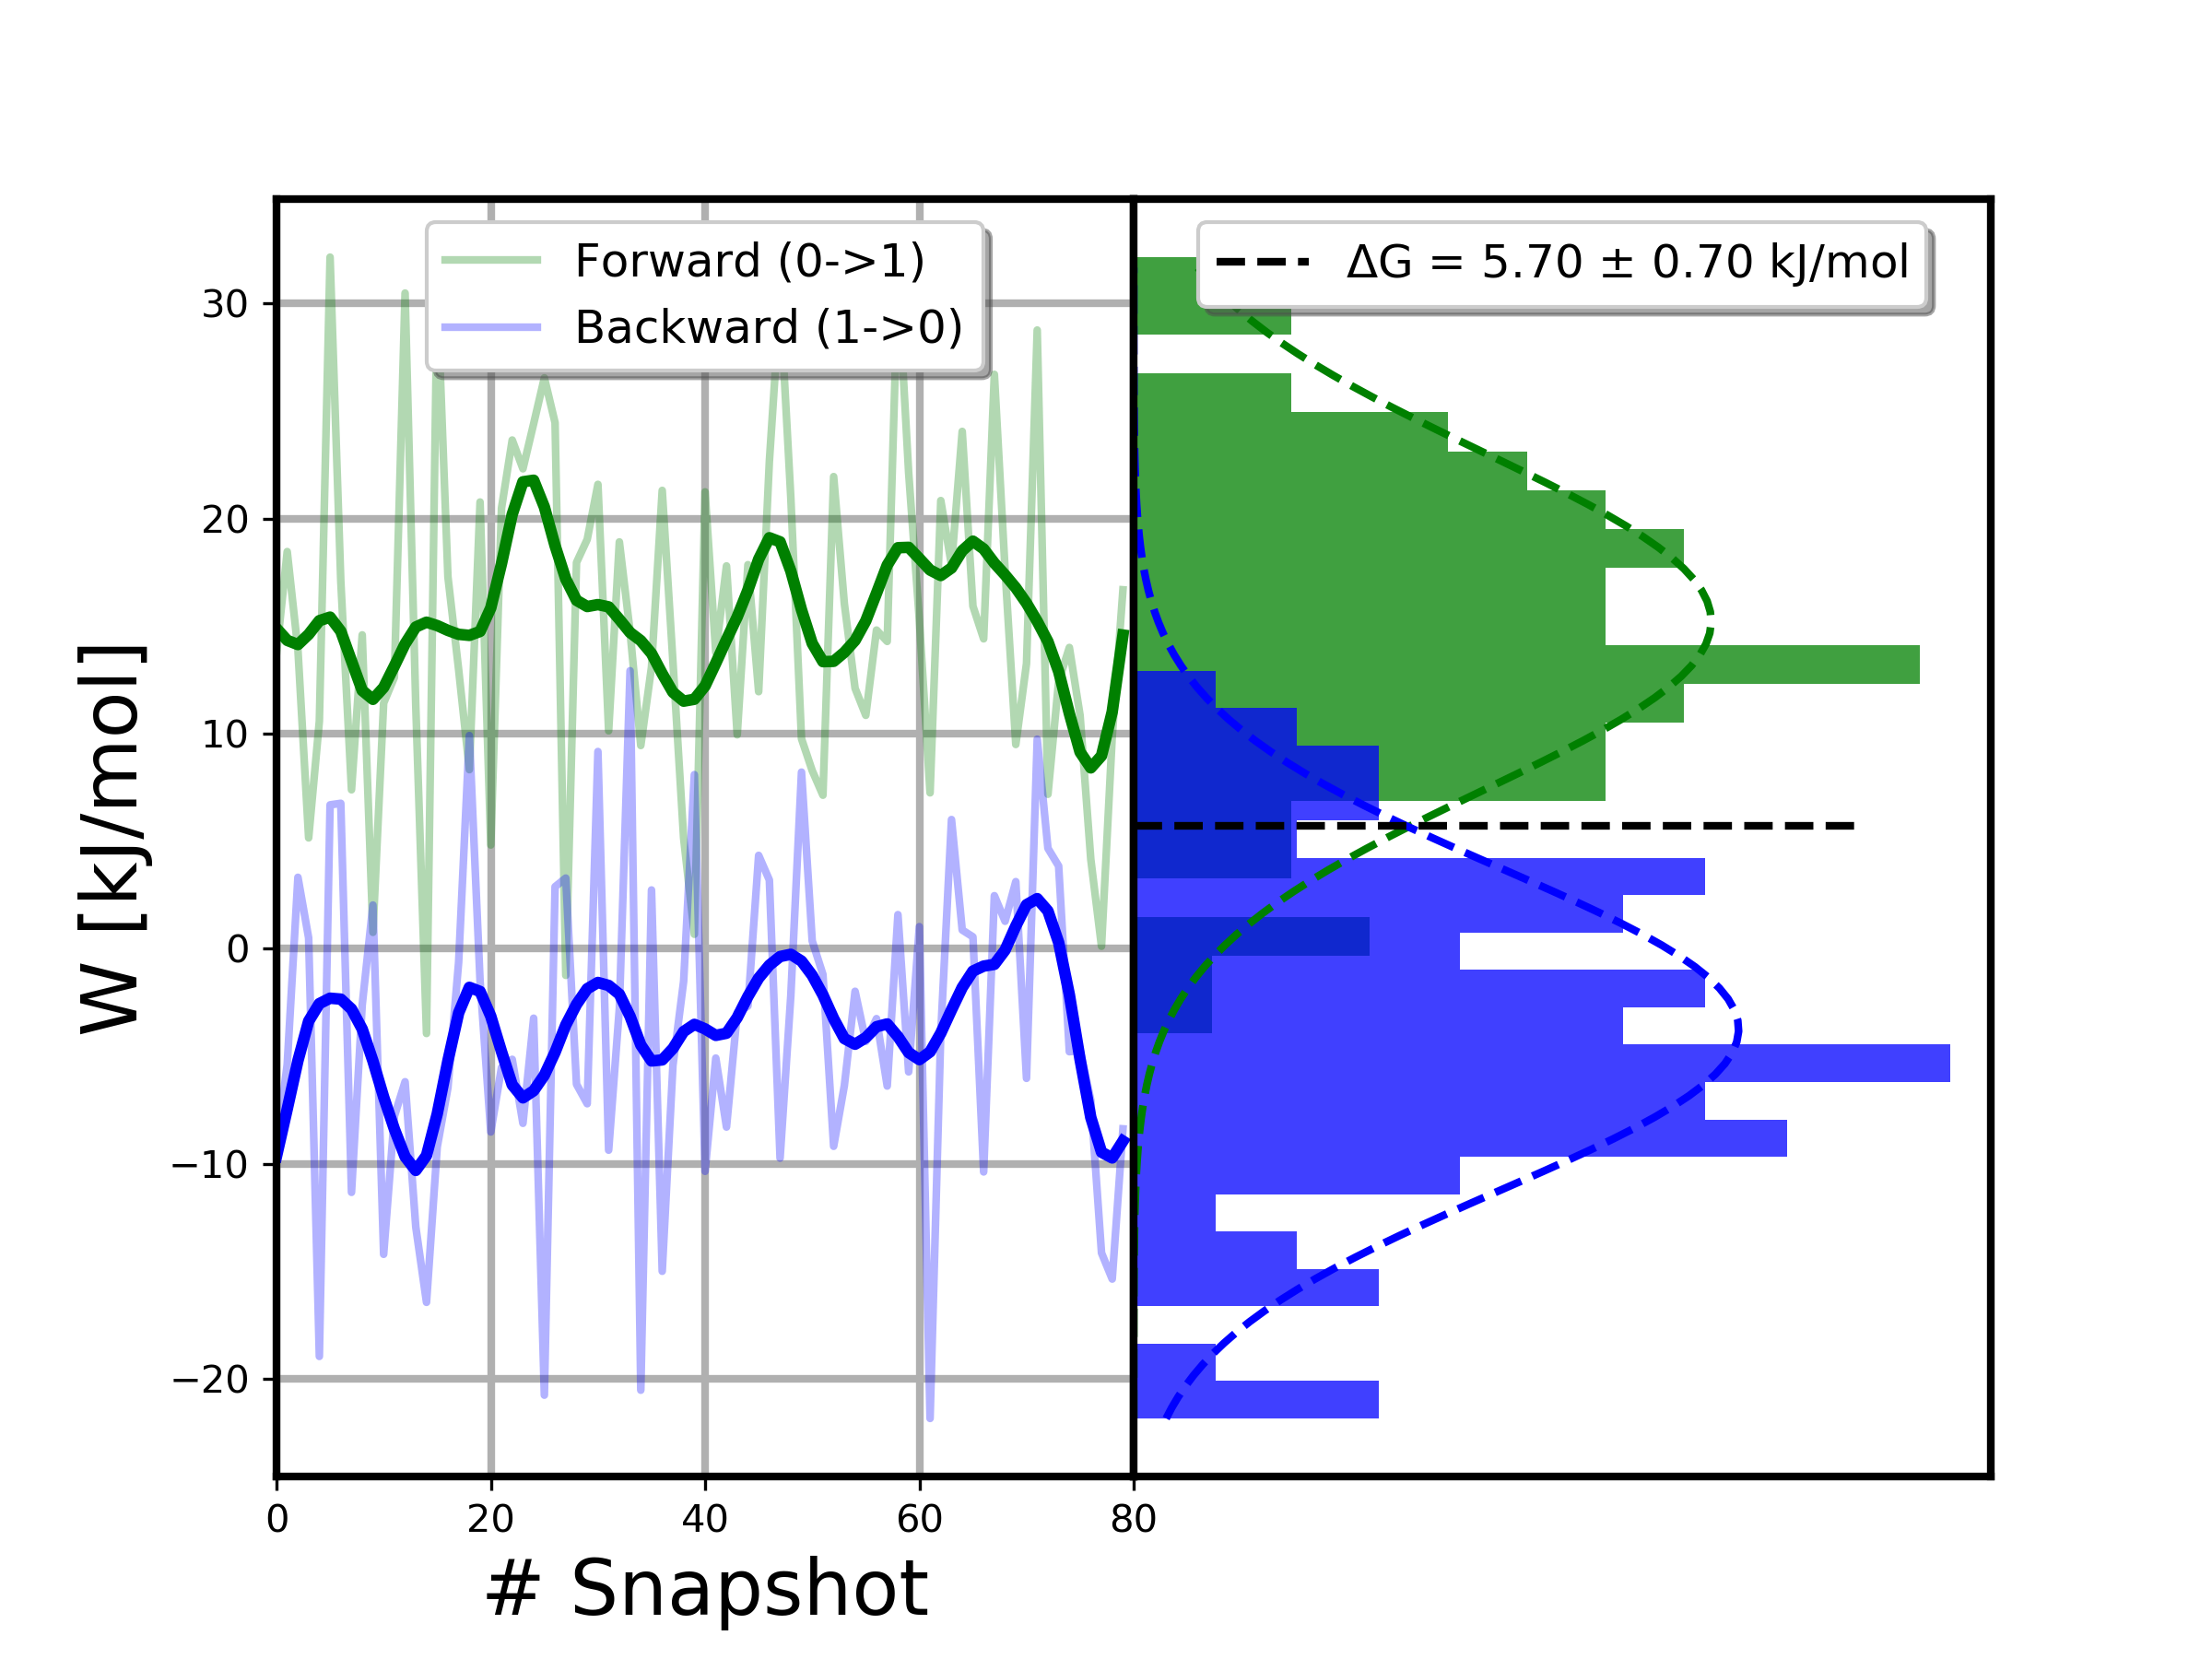 Forward (0->1)
Backward (1->0)
ΔG = 5.70 ± 0.70 kJ/mol
30
20
10
0
−10
−20
W [kJ/mol]
0
20
40
60
80
# Snapshot